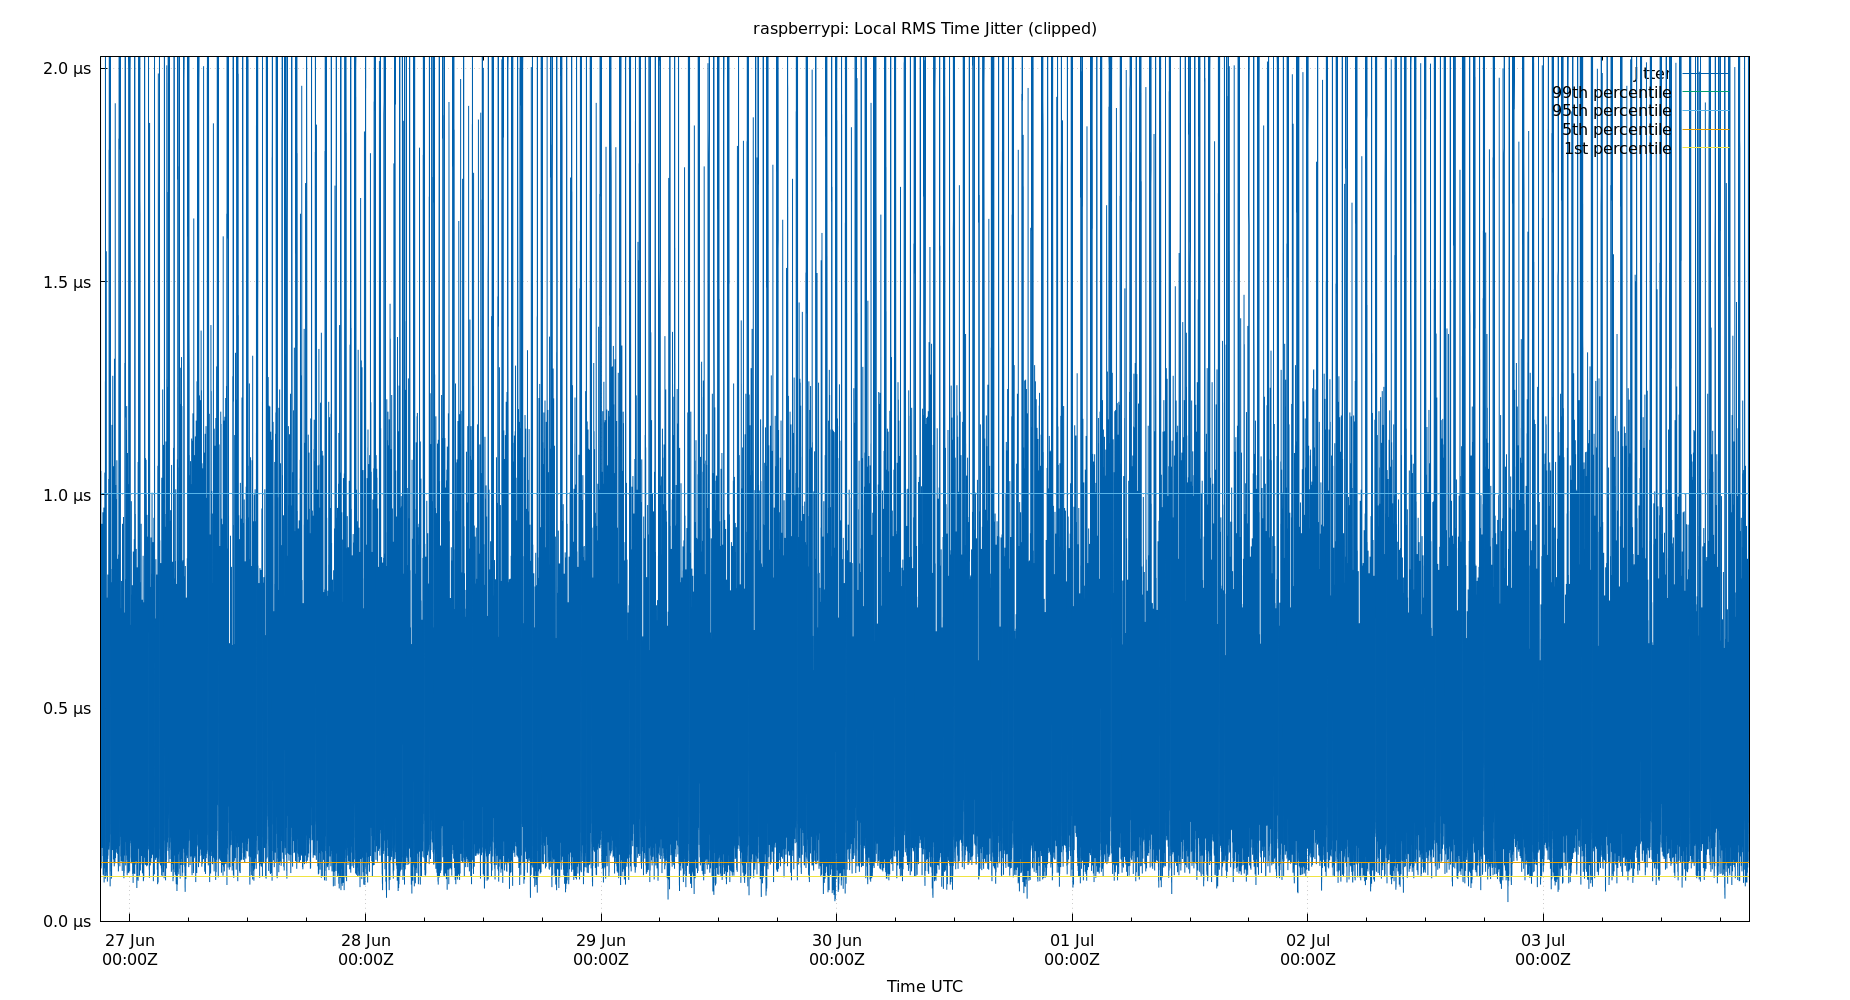 raspberrypi: Local RMS Time Jitter (clipped)
2.0 µs
1.5 µs
1.0 µs
0.5 µs
0.0 µs
jitter
99th percentile
95th percentile
5th percentile
1st percentile
27 Jun 28 Jun 29 Jun 30 Jun 01 Jul 02 Jul 03 Jul
00:00Z 00:00Z 00:00Z 00:00Z 00:00Z 00:00Z 00:00Z
Time UTC